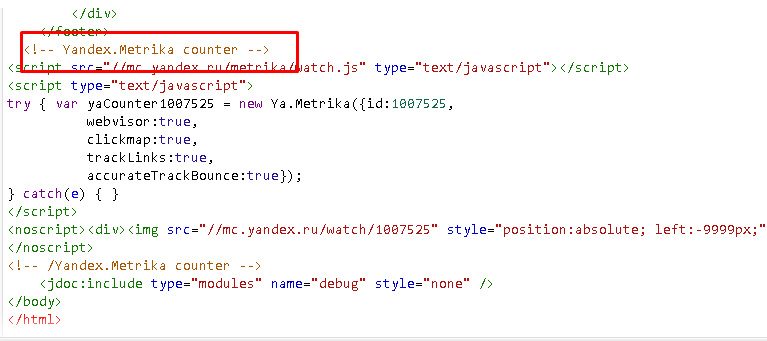 </div>
</footer>
<!-- Yandex.Metrika counter -->
<script src="//mc.yandex.ru/metrika/watch.js" type="text/javascript"></script>
<script type="text/javascript">
try { var yaCounter1007525 = new Ya.Metrika({id:1007525,
webvisor:true,
clickmap:true,
trackLinks:true,
accurateTrackBounce:true});
} catch(e) { }
</script>
<noscript><div><img src="//mc.yandex.ru/watch/1007525" style="position:absolute; left:-9999px;"
</noscript>
<!-- /Yandex.Metrika counter -->
<jdoc:include type="modules" name="debug" style="none" />
</body>
</html>